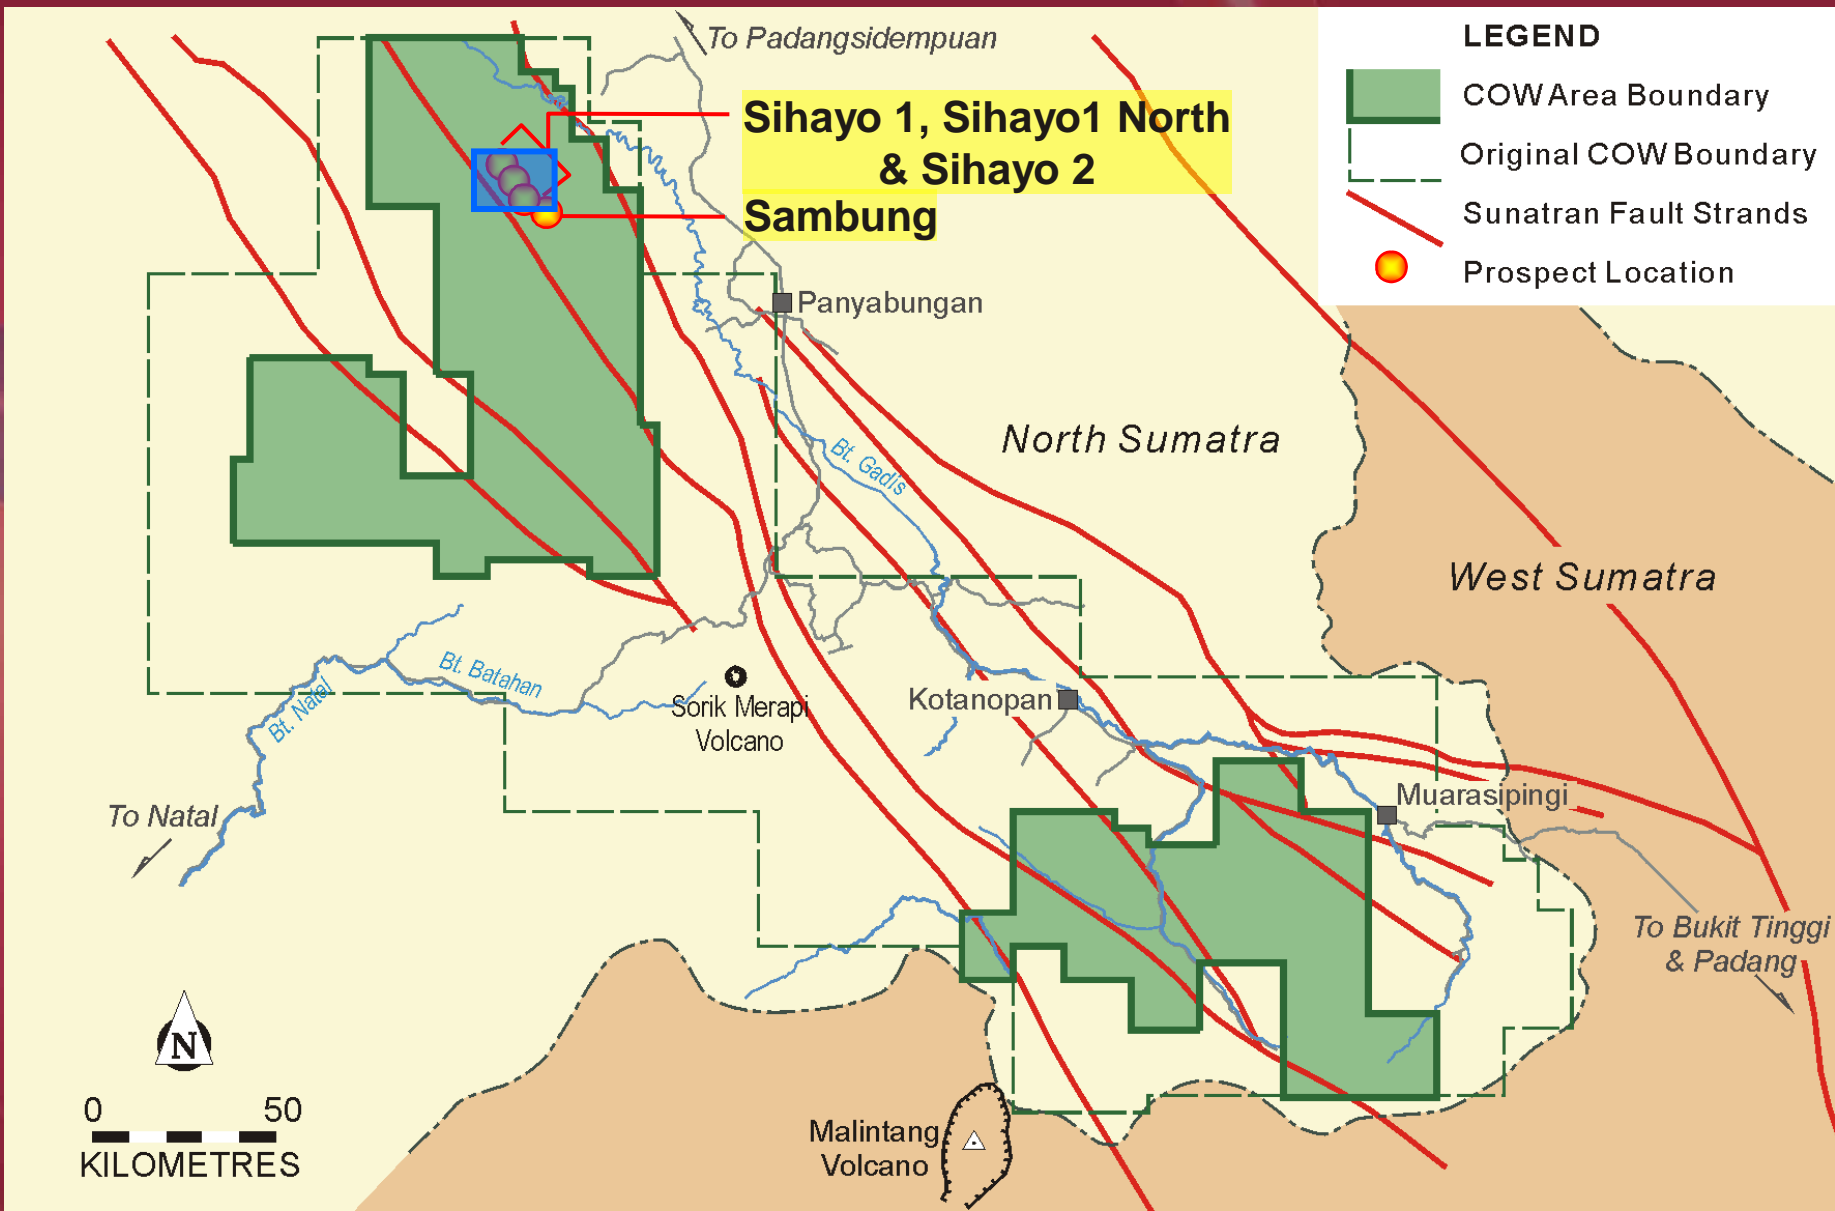 To Padangsidempuan
LEGEND
COW Area Boundary
Original COW Boundary
Sunatran Fault Strands
Prospect Location
Sihayo 1, Sihayo1 North
& Sihayo 2
Sambung
Panyabungan
North Sumatra
Bt. Gadis
West Sumatra
Bt. Batahan
Bt. Natal
Sorik Merapi
Volcano
Kotanopan
To Natal
Muarasipingi
To Bukit Tinggi
& Padang
N
0 50
KILOMETRES
Malintang
Volcano